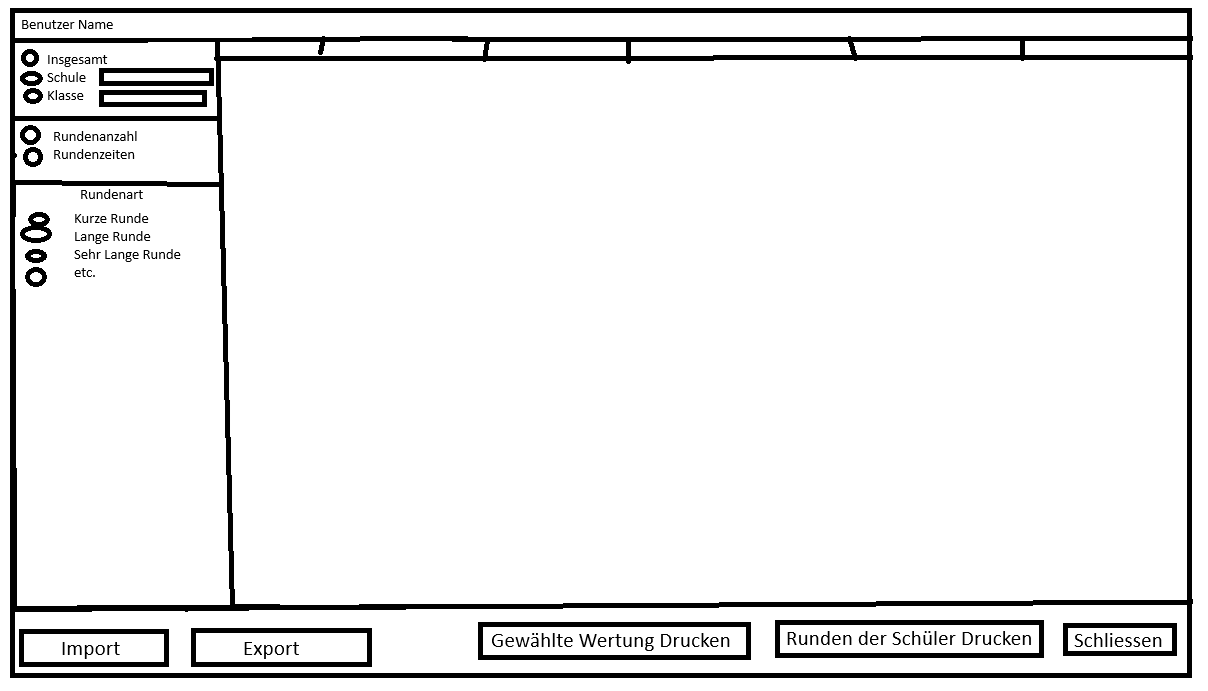 Benutzer Name
Insgesamt
Schule
Klasse
Rundenanzahl
Rundenzeiten
Rundenart
Kurze Runde
Lange Runde
Sehr Lange Runde
etc.
Import
Export
Gewählte Wertung Drucken
Runden der Schüler Drucken
Schliessen